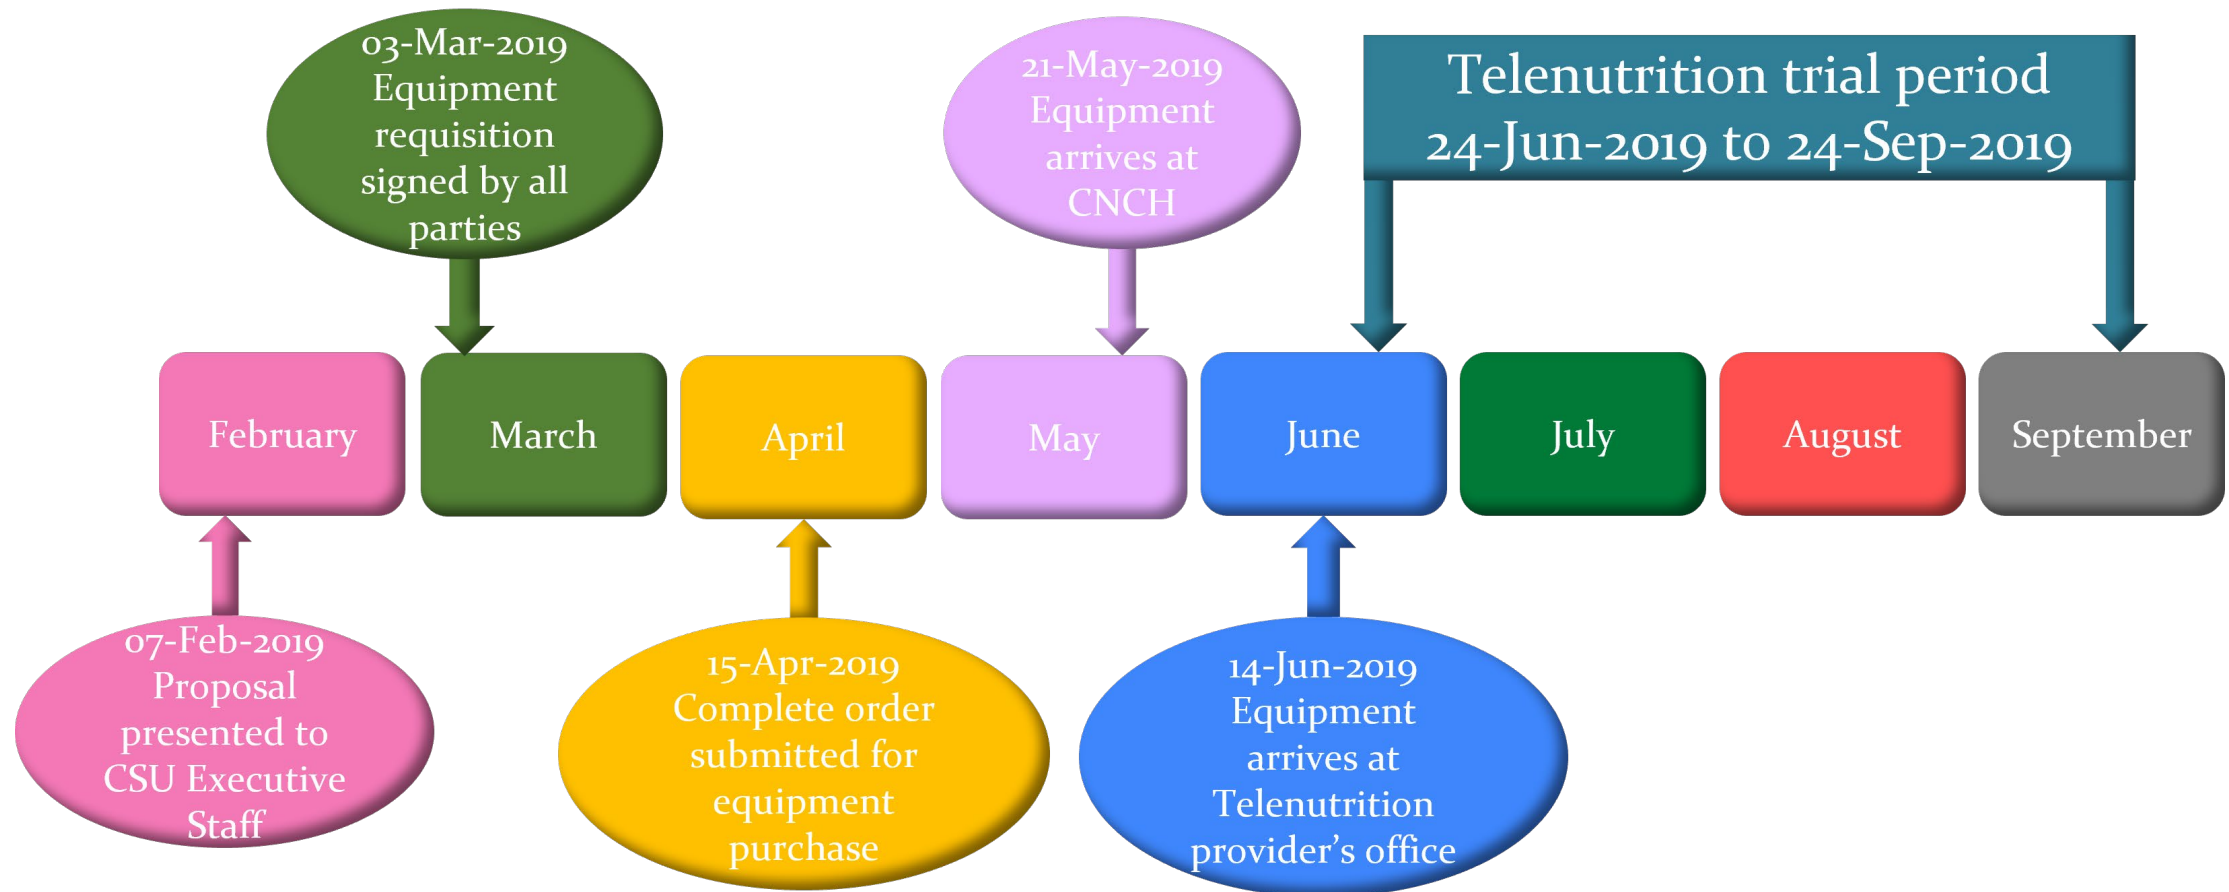 03-Mar-2019
Equipment
requisition
signed by all
parties
21-May-2019
Equipment
arrives at
CNCH
Telenutrition trial period
24-Jun-2019 to 24-Sep-2019
February
March
April
May
June
July
August
September
07-Feb-2019
Proposal
presented to
CSU Executive
Staff
15-Apr-2019
Complete order
submitted for
equipment
purchase
14-Jun-2019
Equipment
arrives at
Telenutrition
provider’s office